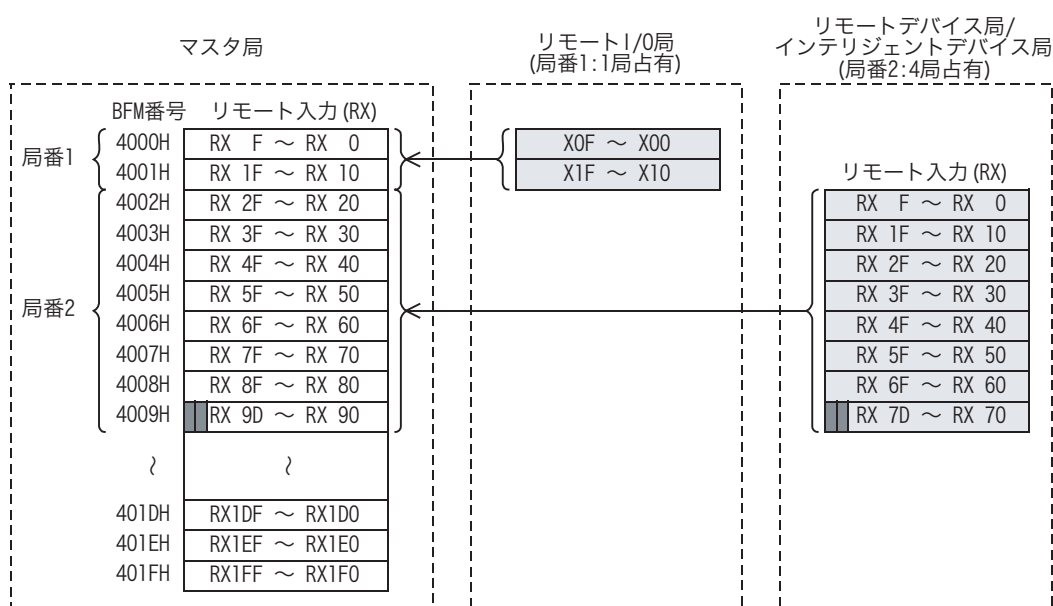 マスタ局
リモートI/O局
(局番1:1局占有)
リモートデバイス局/
インテリジェントデバイス局
(局番2:4局占有)
BFM番号 リモート入力(RX)
局番1
4000H RX F ～ RX 0
4001H RX 1F ～ RX 10
局番2
4002H RX 2F ～ RX 20
4003H RX 3F ～ RX 30
4004H RX 4F ～ RX 40
4005H RX 5F ～ RX 50
4006H RX 6F ～ RX 60
4007H RX 7F ～ RX 70
4008H RX 8F ～ RX 80
4009H RX 9D ～ RX 90
～ ～
401DH RX1DF ～ RX1D0
401EH RX1EF ～ RX1E0
401FH RX1FF ～ RX1F0
X0F ～ X00
X1F ～ X10
リモート入力(RX)
RX F ～ RX 0
RX 1F ～ RX 10
RX 2F ～ RX 20
RX 3F ～ RX 30
RX 4F ～ RX 40
RX 5F ～ RX 50
RX 6F ～ RX 60
RX 7D ～ RX 70